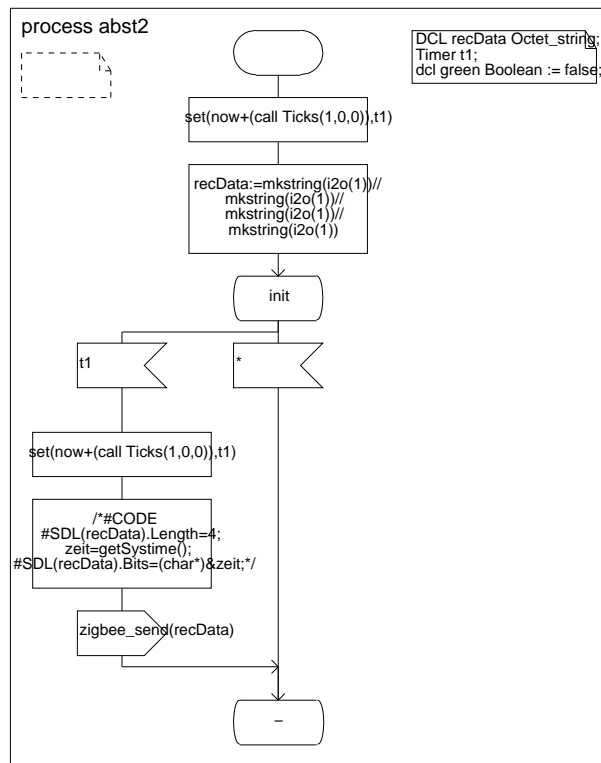 process abst2
DCL recData Octet_string;
Timer t1;
dcl green Boolean := false;
set(now+(call Ticks(1,0,0)),t1)
recData:=mkstring(i2o(1))//
mkstring(i2o(1))//
mkstring(i2o(1))//
mkstring(i2o(1))
init
t1
*
set(now+(call Ticks(1,0,0)),t1)
/*#CODE
#SDL(recData).Length=4;
zeit=getSystime();
#SDL(recData).Bits=(char*)&zeit;*/
zigbee_send(recData)
–